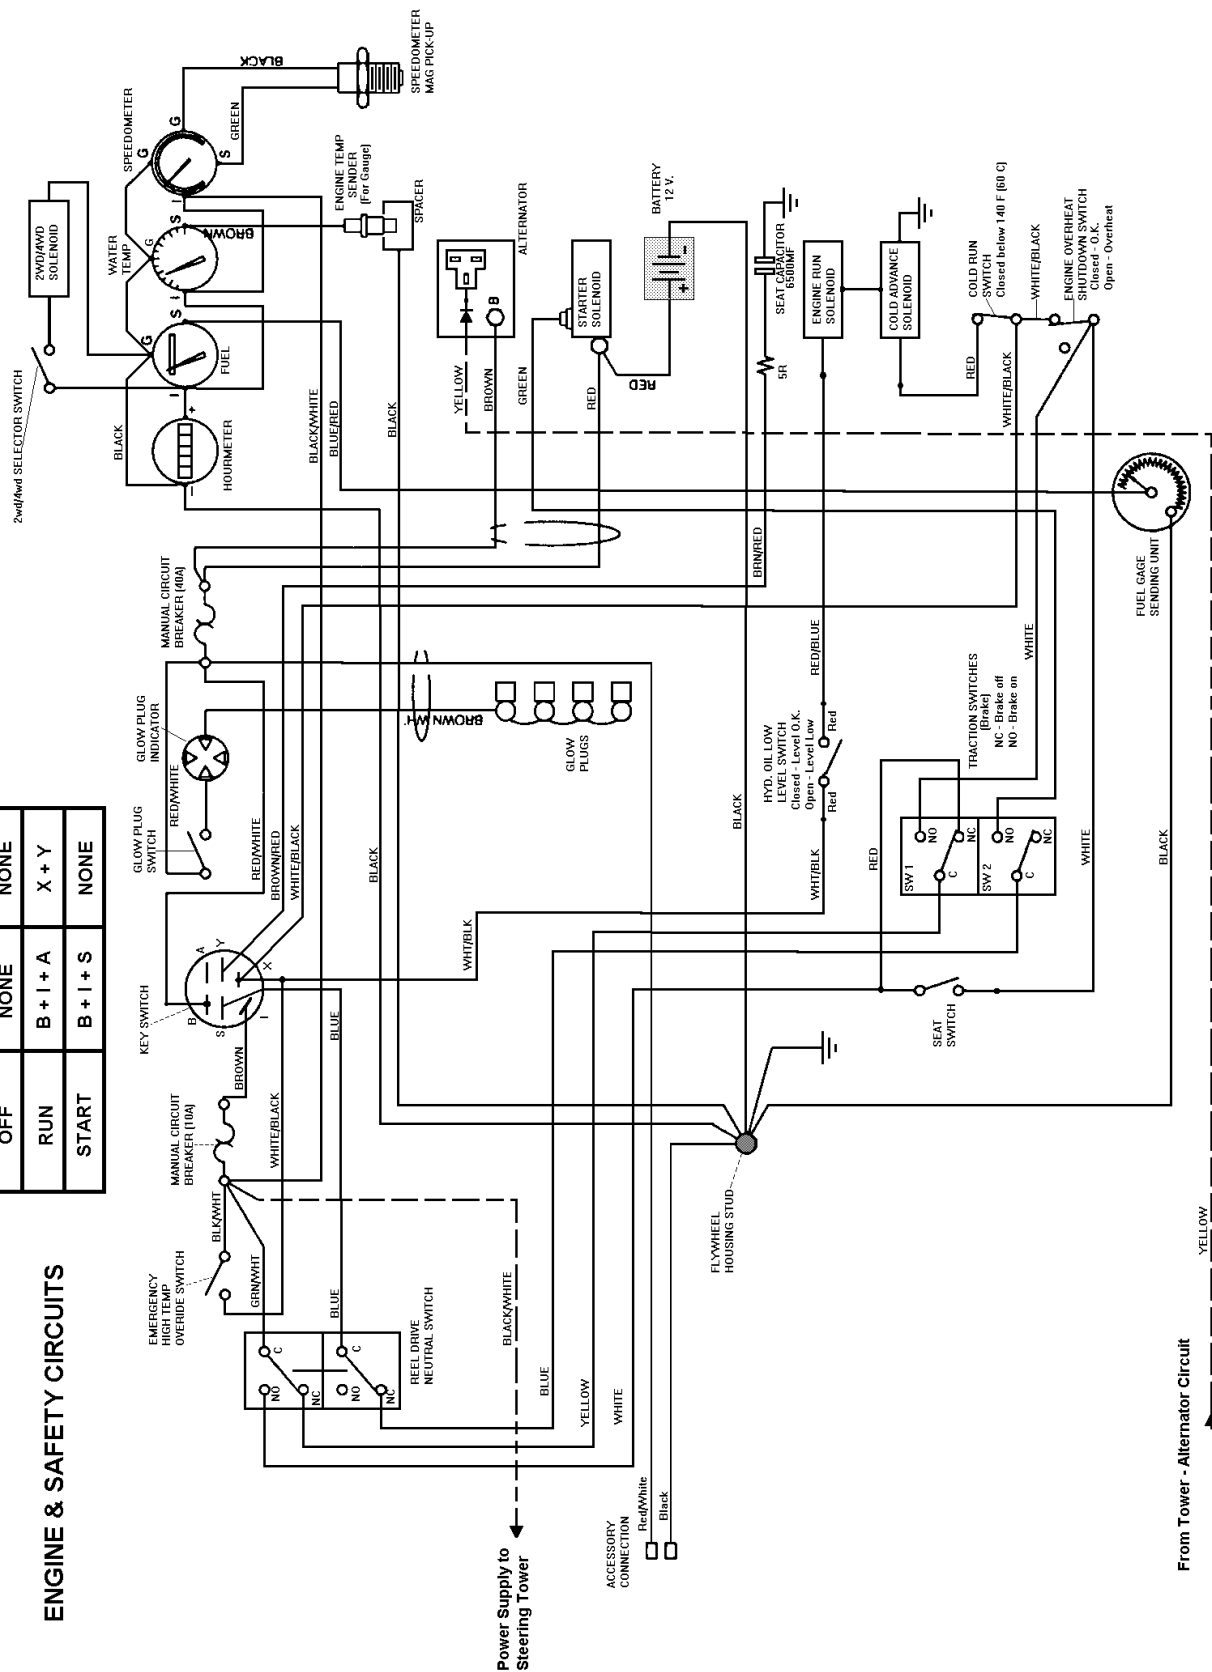 OFF
NONE
NONE
RUN
B + I + A
X + Y
START
B + I + S
NONE
ENGINE & SAFETY CIRCUITS
2wd/4wd SELECTOR SWITCH
2WD/4WD
SOLENOID
HOURMETER
-
+
BLACK
FUEL
I
G
S
WATER
TEMP
I
G
S
BROWN
SPEEDOMETER
G
G
I
S
BLACK
GREEN
SPEEDOMETER
MAG PICK-UP
ENGINE TEMP
SENDER
(For Gauge)
SPACER
BLACK/WHITE
BLUE/RED
BLACK
ALTERNATOR
B
YELLOW
BROWN
GREEN
STARTER
SOLENOID
RED
RED
BATTERY
12 V.
+
-
SEAT CAPACITOR
6500MF
5R
BRN/RED
ENGINE RUN
SOLENOID
COLD ADVANCE
SOLENOID
RED
COLD RUN
SWITCH
Closed below 140 F (60 C)
WHITE/BLACK
WHITE/BLACK
ENGINE OVERHEAT
SHUTDOWN SWITCH
Closed - O.K.
Open - Overheat
MANUAL CIRCUIT
BREAKER (40A)
GLOW PLUG
INDICATOR
RED/WHITE
GLOW PLUG
SWITCH
RED/WHITE
BROWN/RED
WHITE/BLACK
BLACK
BROWN WH
GLOW
PLUGS
KEY SWITCH
B
A
Y
S
X
I
BROWN
BLUE
WHT/BLK
MANUAL CIRCUIT
BREAKER (10A)
WHITE/BLACK
BLK/WHT
GRN/WHT
EMERGENCY
HIGH TEMP
OVERIDE SWITCH
BLUE
C
NO
NC
C
NO
NC
REEL DRIVE
NEUTRAL SWITCH
BLACK/WHITE
Power Supply to
Steering Tower
BLUE
YELLOW
WHITE
ACCESSORY
CONNECTION
Red/White
Black
FLYWHEEL
HOUSING STUD
BLACK
HYD. OIL LOW
LEVEL SWITCH
Closed - Level O.K.
Open - Level Low
Red
Red
WHT/BLK
RED/BLUE
RED
SW 1
NO
C
NC
SW 2
NO
C
NC
TRACTION SWITCHES
(Brake)
NC - Brake off
NO - Brake on
WHITE
WHITE
SEAT
SWITCH
FUEL GAGE
SENDING UNIT
BLACK
YELLOW
From Tower - Alternator Circuit